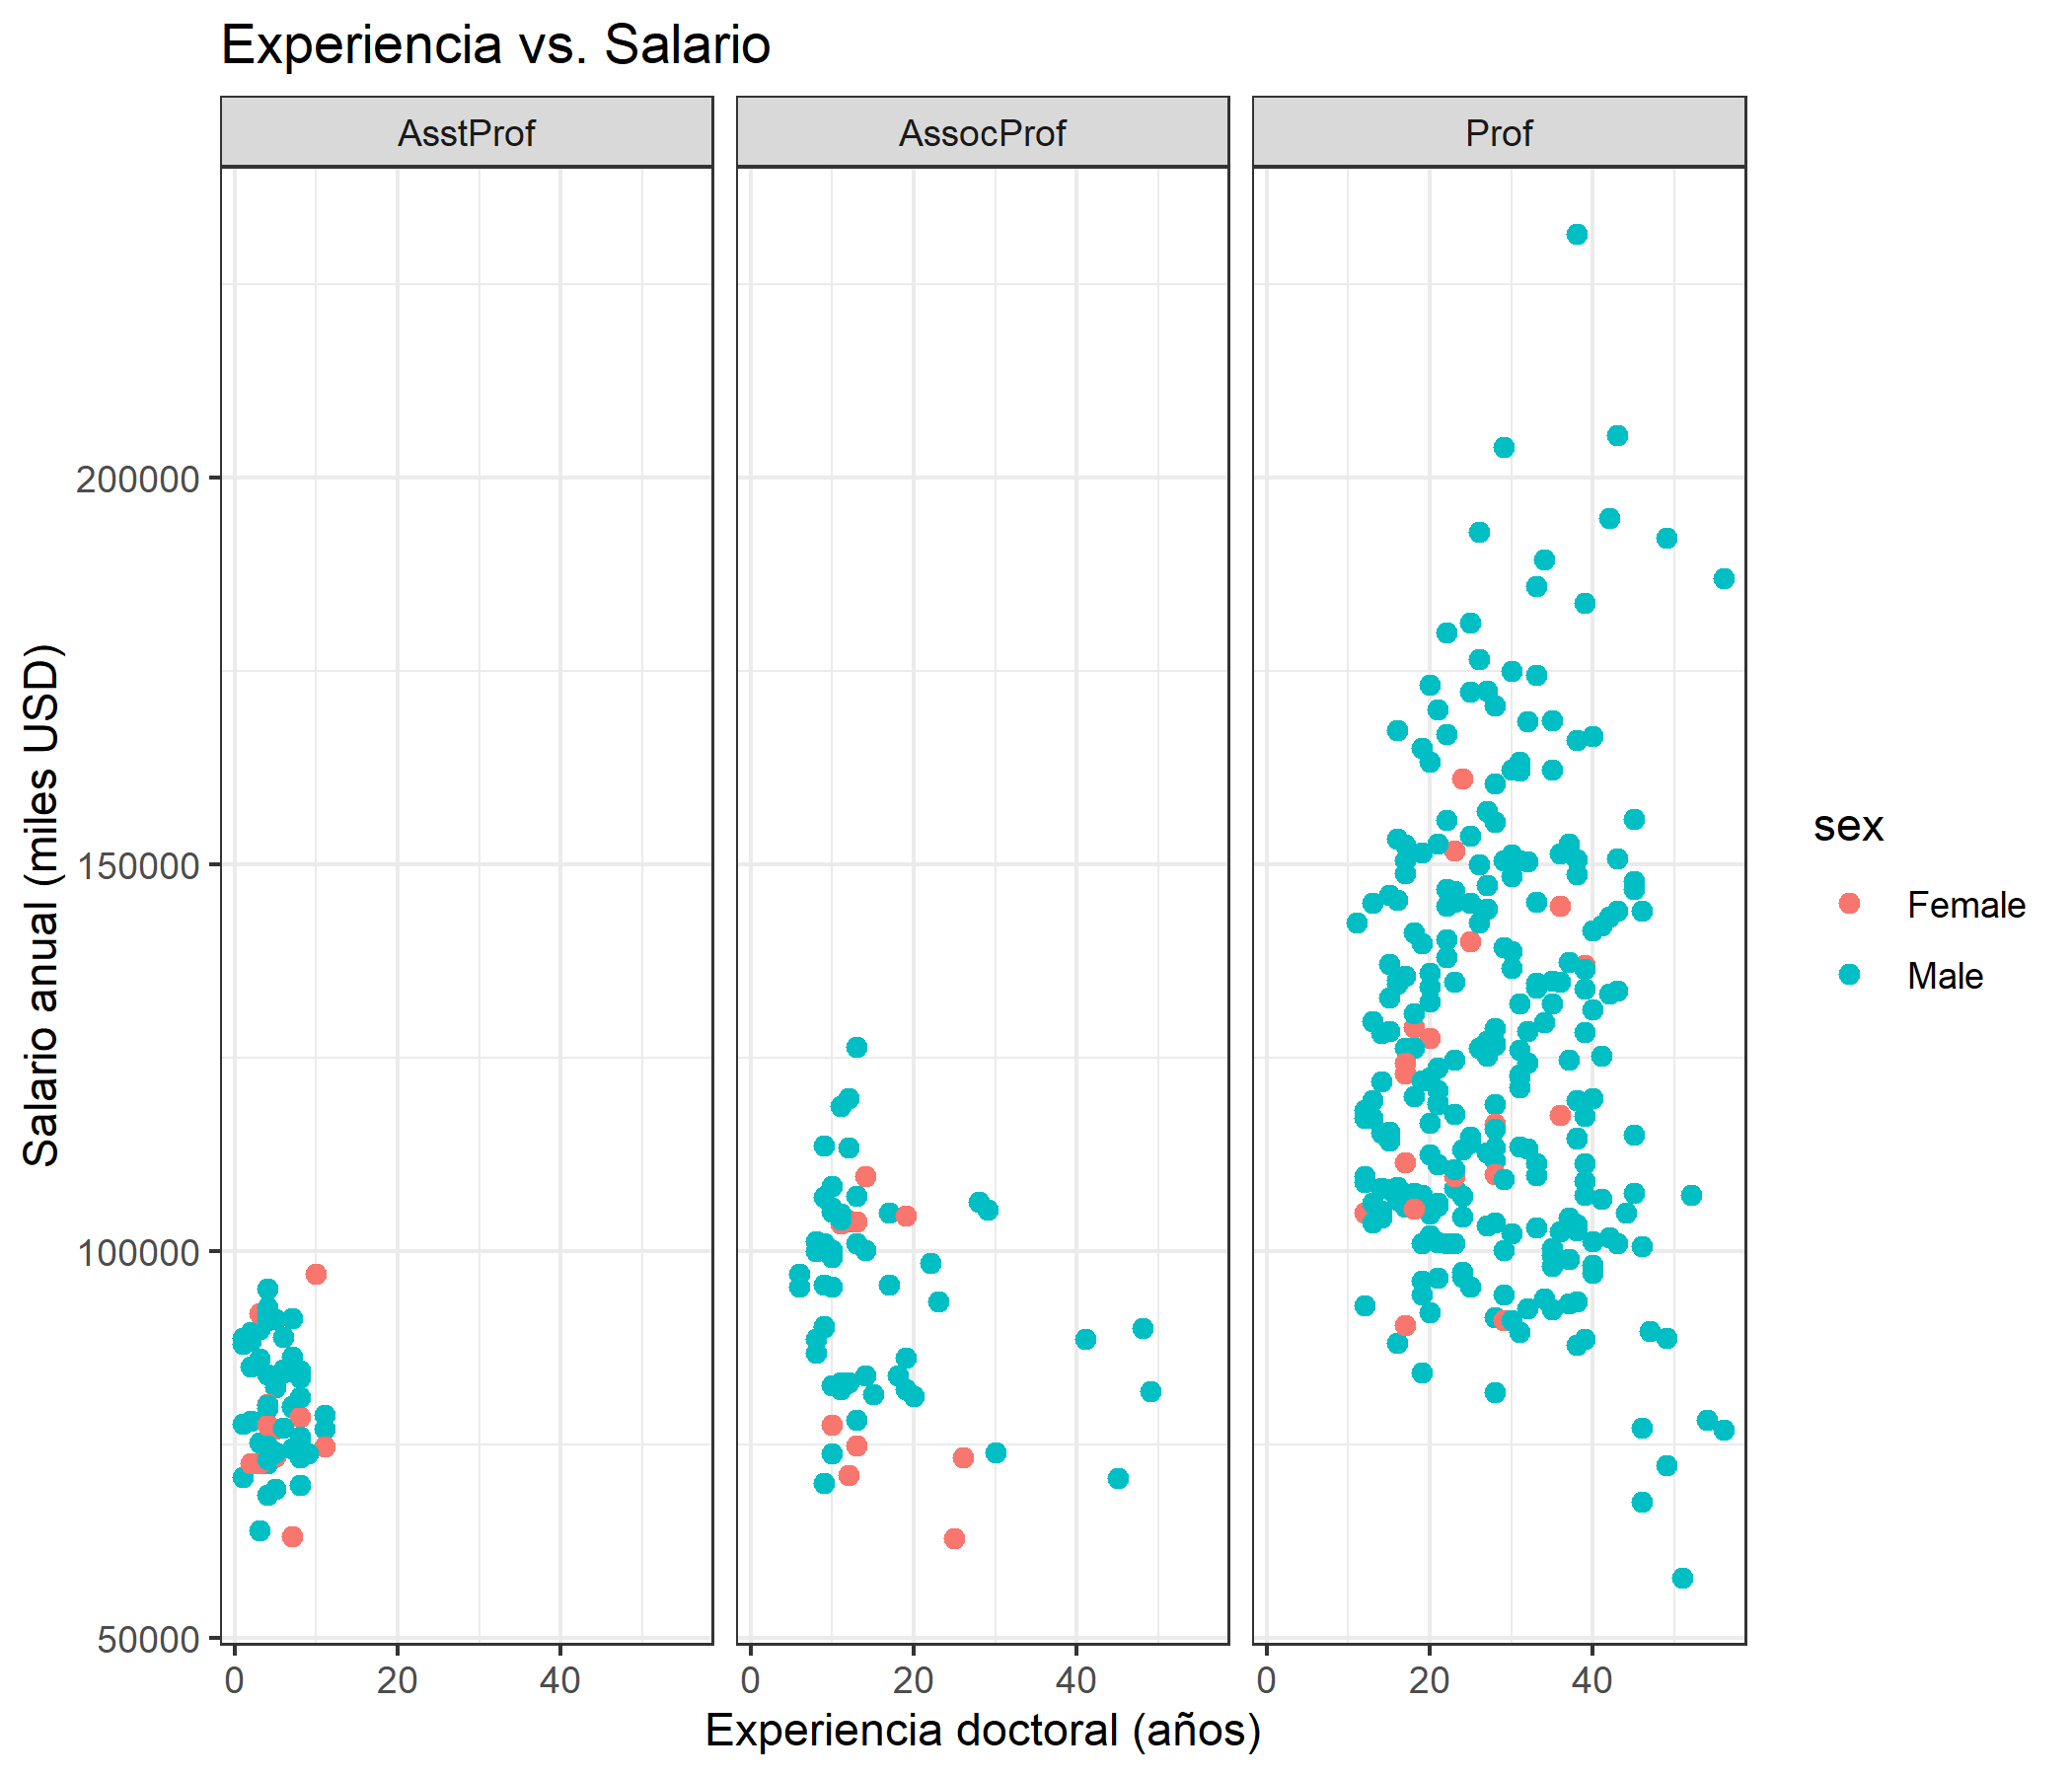 Experiencia vs. Salario
AsstProf
AssocProf
Prof
Salario anual (miles USD)
200000
150000
100000
50000
0 20 40
0 20 40
0 20 40
Experiencia doctoral (años)
sex
Female
Male